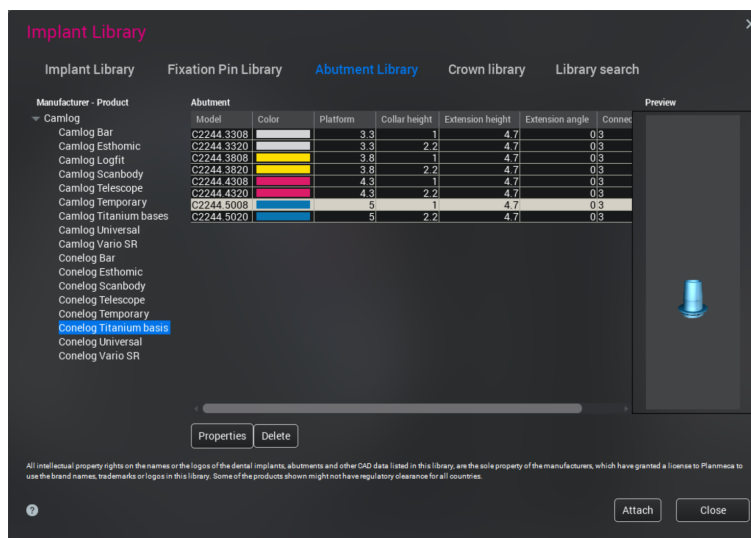 Implant Library
Implant Library Fixation Pin Library Abutment Library Crown library Library search
Manufacturer - Product
Camlog
Camlog Bar
Camlog Esthomic
Camlog Logfit
Camlog Scanbody
Camlog Telescope
Camlog Temporary
Camlog Titanium bases
Camlog Universal
Camlog Vario SR
Conelog Bar
Conelog Esthomic
Conelog Scanbody
Conelog Telescope
Conelog Temporary
Conelog Titanium basis
Conelog Universal
Conelog Vario SR
Abutment
Model Color Platform Collar height Extension height Extension angle Connec
C2244.3308 3.3 1 4.7 0 3
C2244.3320 3.3 2.2 4.7 0 3
C2244.3808 3.8 1 4.7 0 3
C2244.3820 3.8 2.2 4.7 0 3
C2244.4308 4.3 1 4.7 0 3
C2244.4320 4.3 2.2 4.7 0 3
C2244.5008 5 1 4.7 0 3
C2244.5020 5 2.2 4.7 0 3
Preview
Properties Delete
All intellectual property rights on the names or the logos of the dental implants, abutments and other CAD data listed in this library, are the sole property of the manufacturers, which have granted a license to Planmeca to
use the brand names, trademarks or logos in this library. Some of the products shown might not have regulatory clearance for all countries.
?
Attach Close